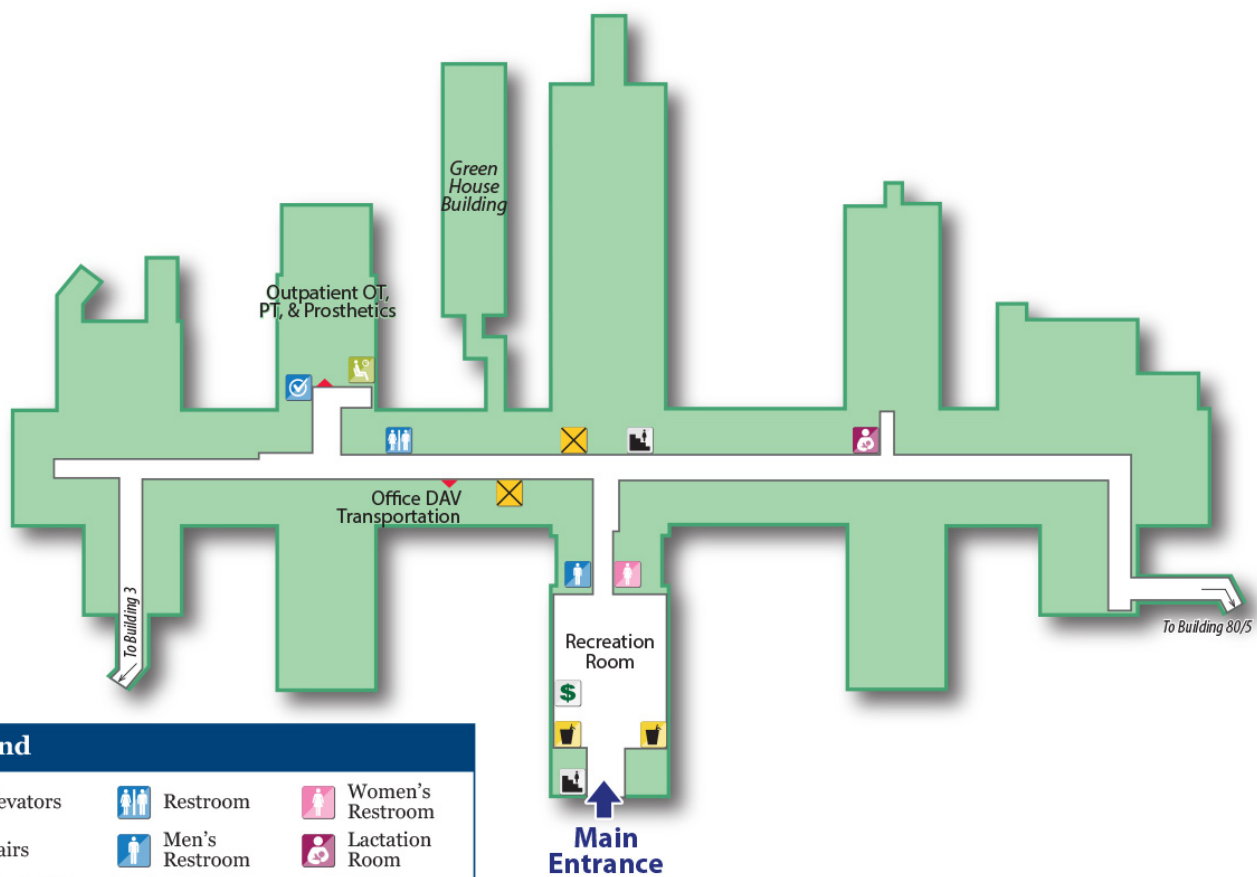 Green
House
Building
Outpatient OT,
PT, & Prosthetics
Office DAV
Transportation
To Building 3
To Building 80/5
Recreation
Room
$
Main
Entrance
nd
evators
Restroom
Women's
Restroom
airs
Men's
Restroom
Lactation
Room